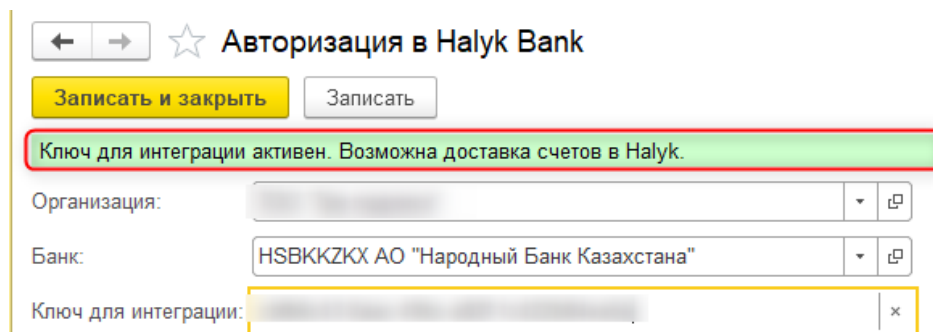 Авторизация в Halyk Bank
Записать и закрыть Записать
Ключ для интеграции активен. Возможна доставка счетов в Halyk.
Организация:
Банк: HSBKKZKX АО "Народный Банк Казахстана"
Ключ для интеграции: